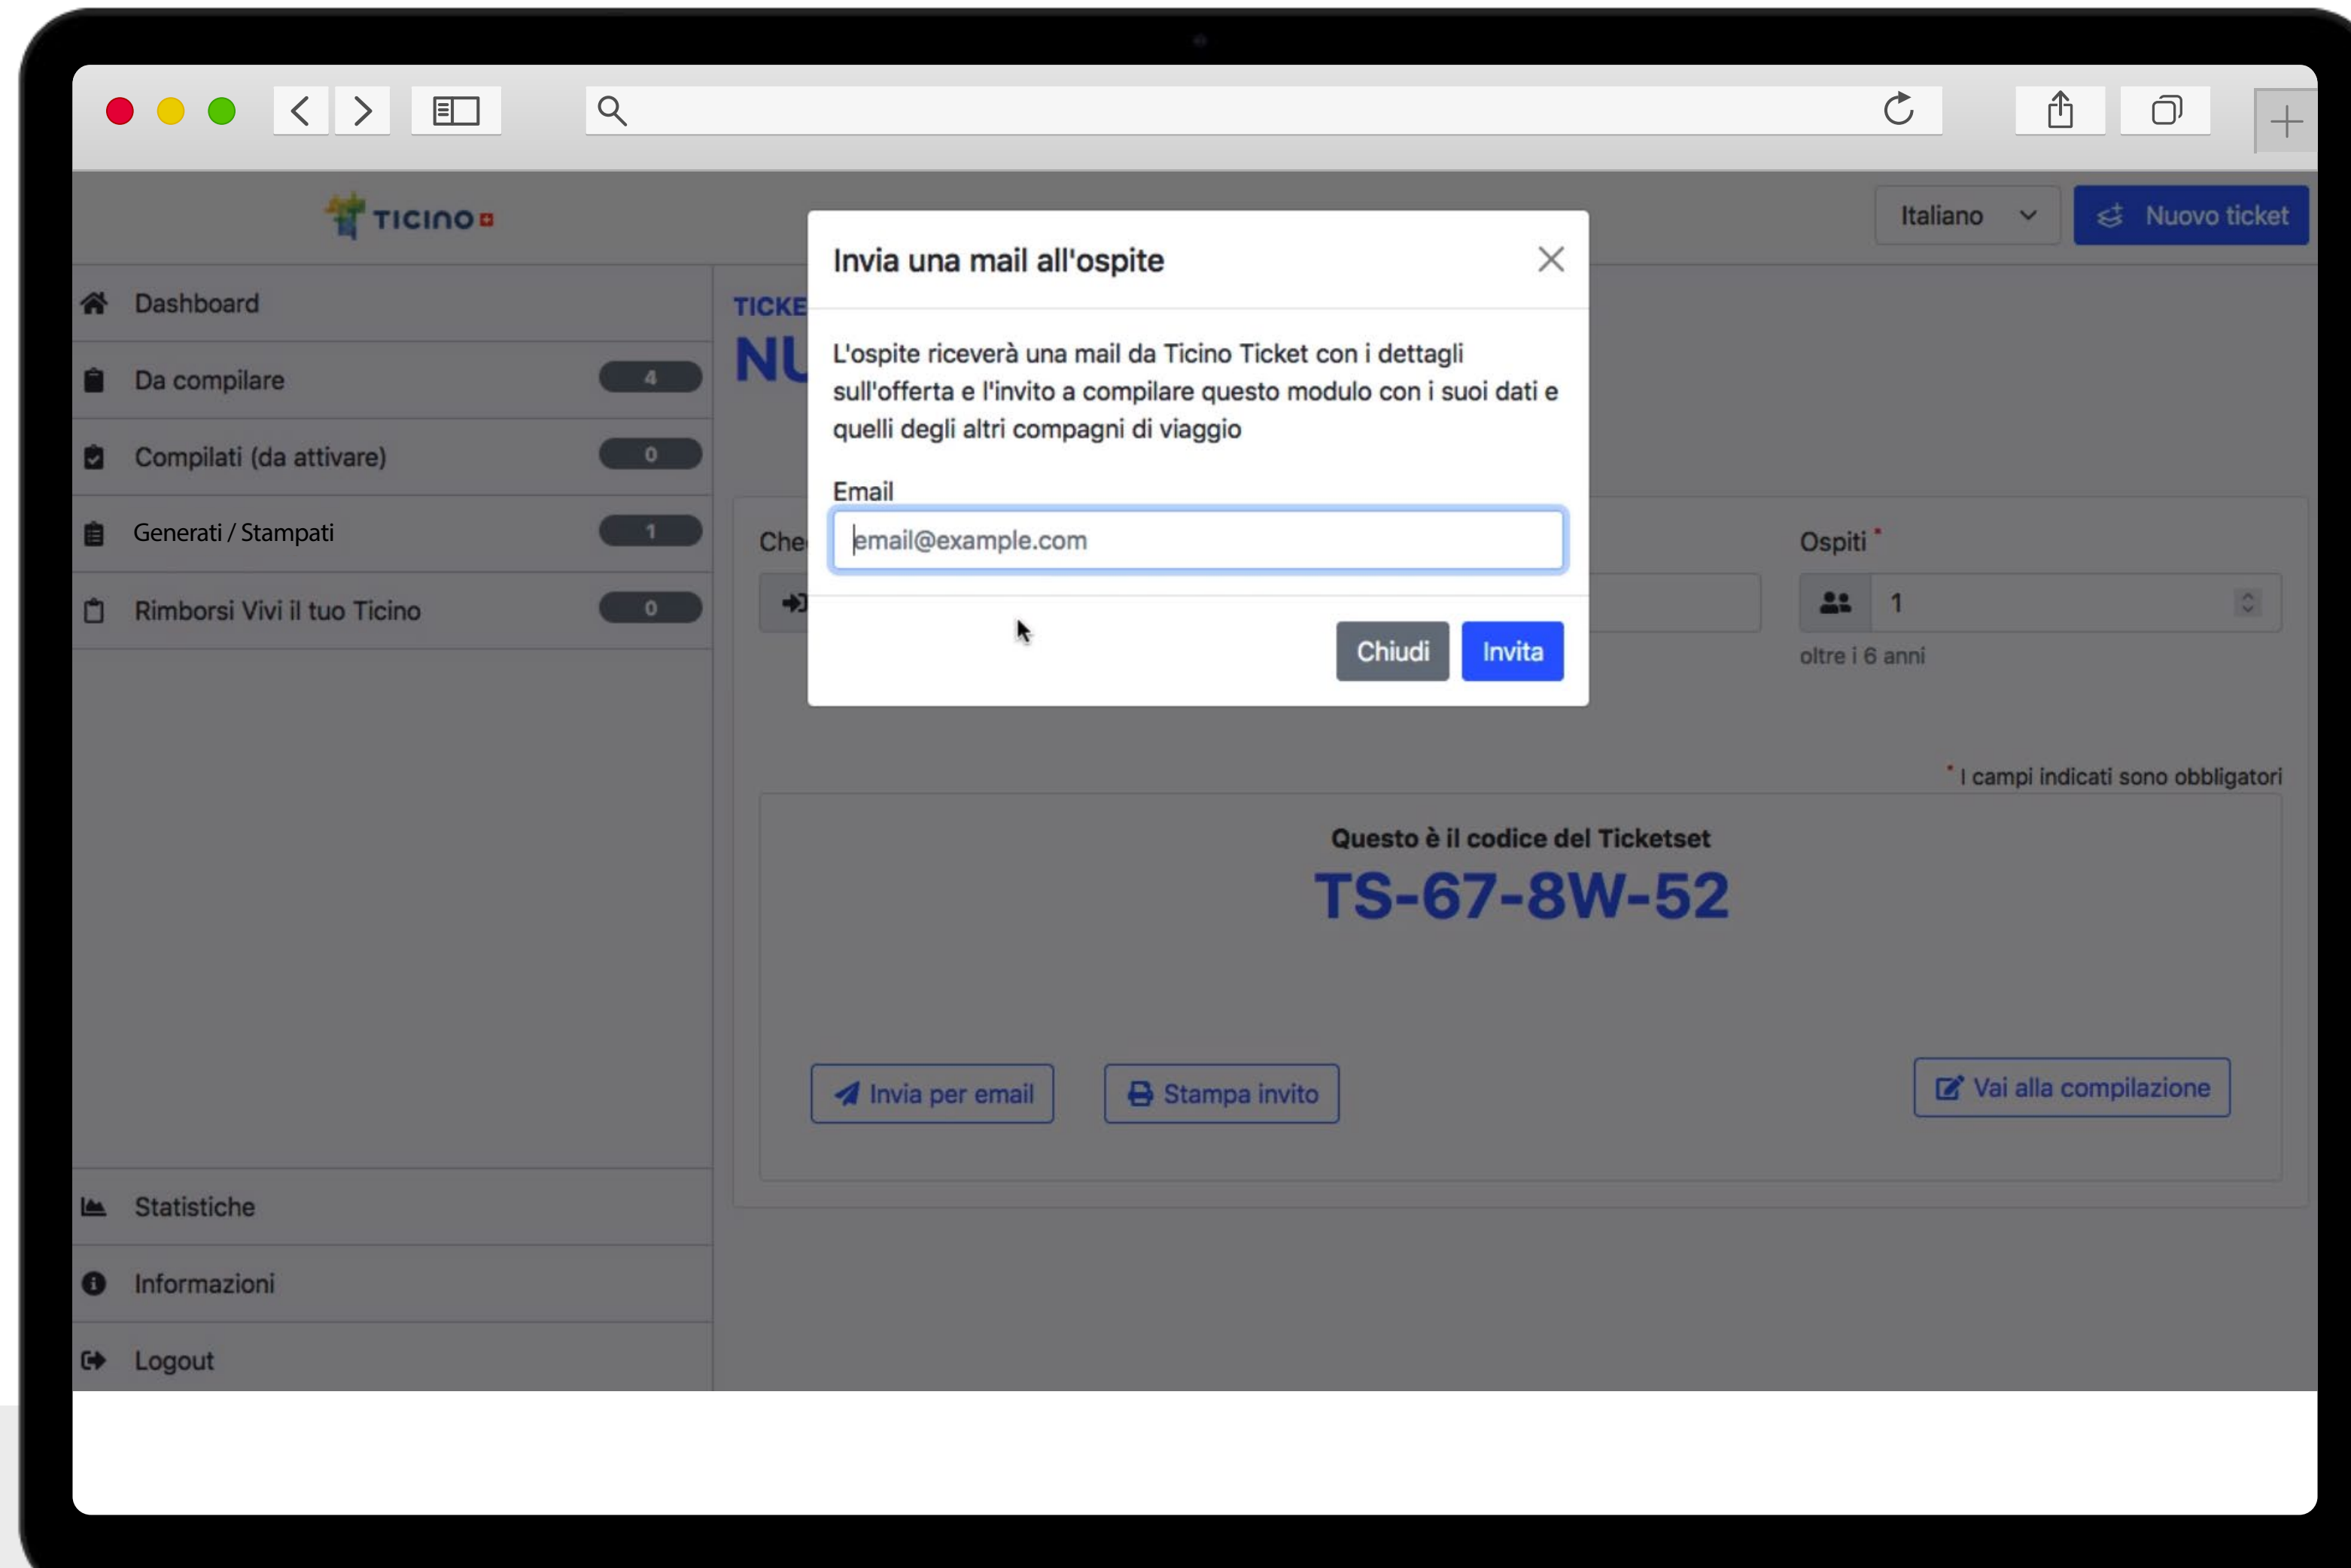 TICINO
Italiano
Nuovo ticket
Dashboard
Da compilare 4
Compilati (da attivare) 0
Generati / Stampati 1
Rimborsi Vivi il tuo Ticino 0
Statistiche
Informazioni
Logout
Invia una mail all'ospite
L'ospite riceverà una mail da Ticino Ticket con i dettagli
sull'offerta e l'invito a compilare questo modulo con i suoi dati e
quelli degli altri compagni di viaggio
Email
email@example.com
Chiudi Invita
Ospiti *
1
oltre i 6 anni
* I campi indicati sono obbligatori
Questo è il codice del Ticketset
TS-67-8W-52
Invia per email
Stampa invito
Vai alla compilazione